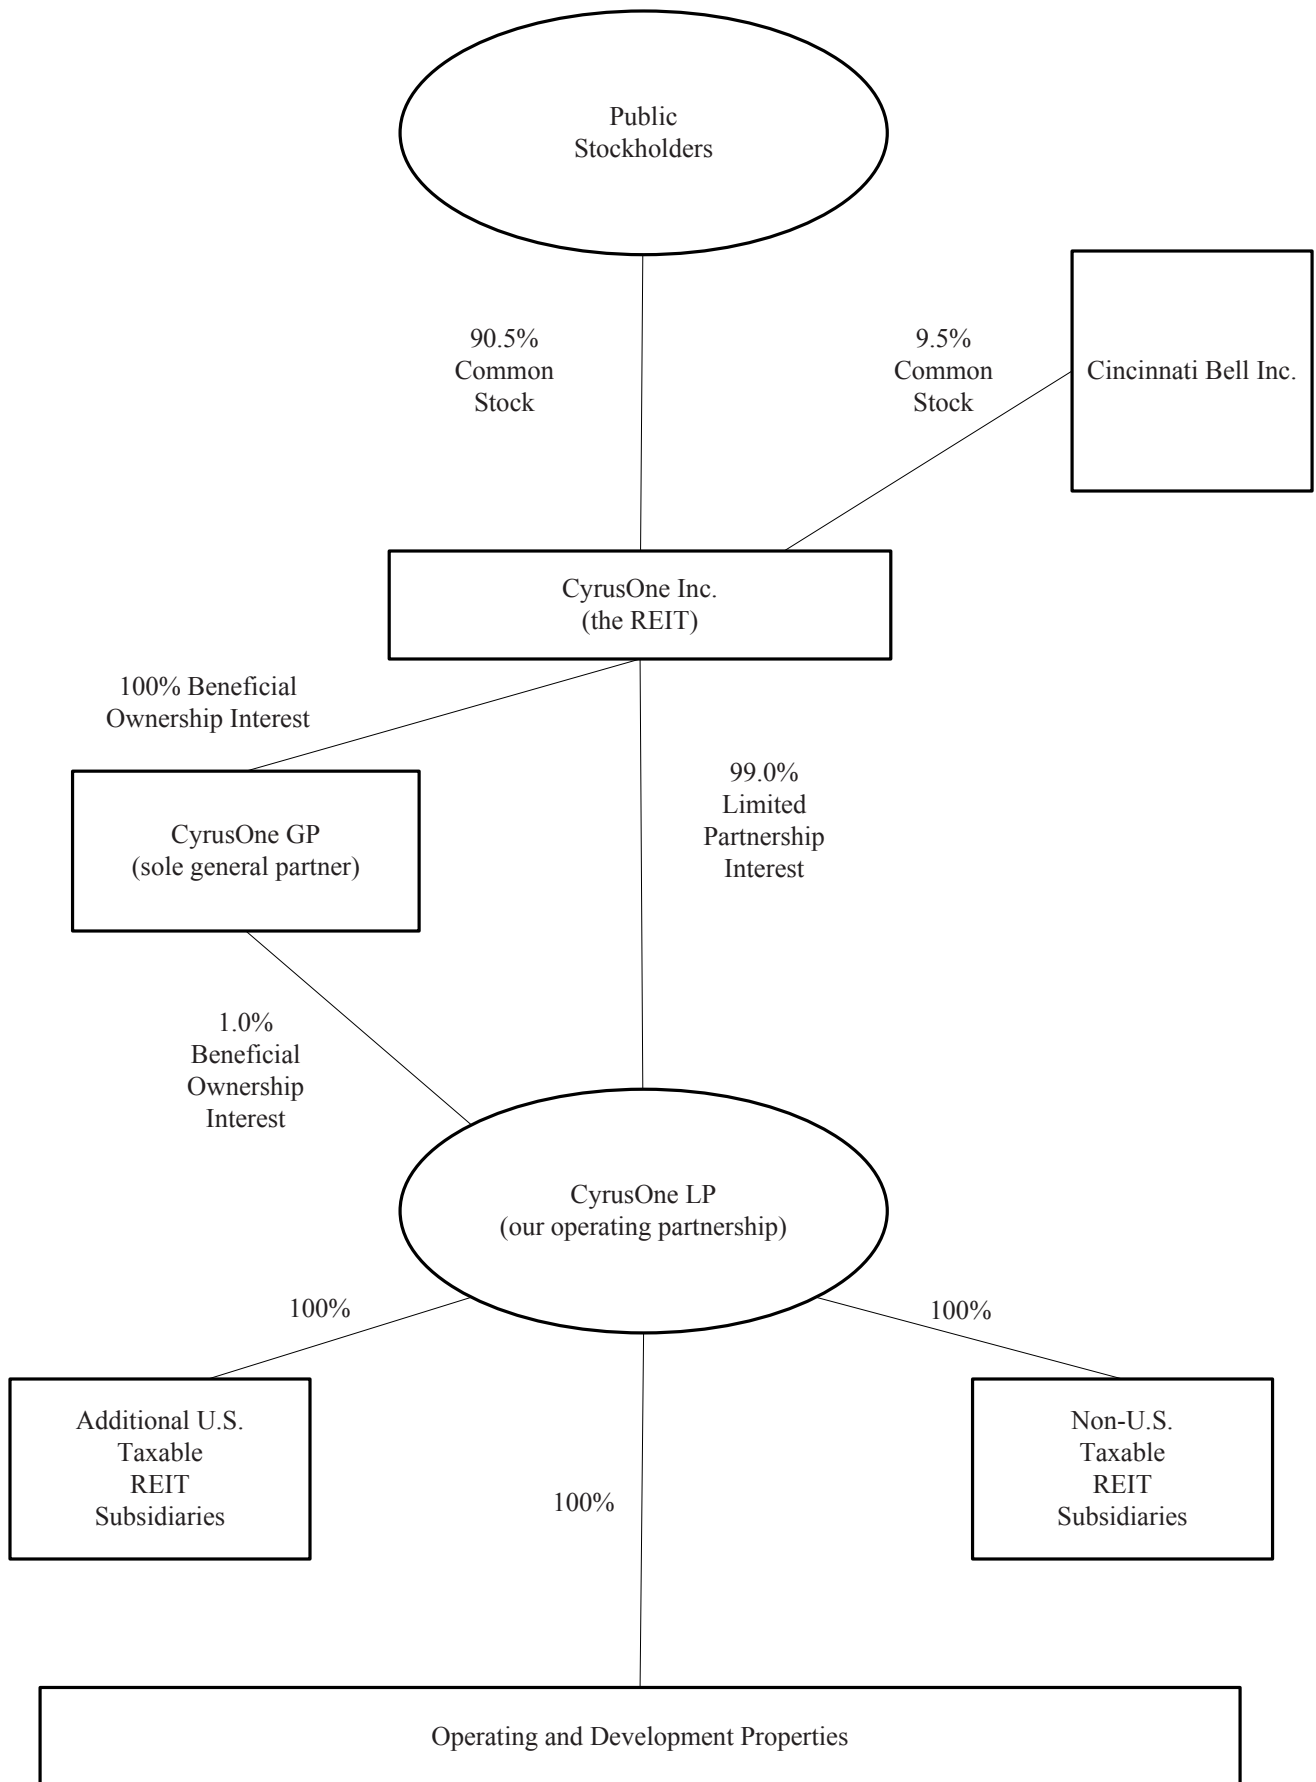 Public
Stockholders
90.5%
Common
Stock
9.5%
Common
Stock
Cincinnati Bell Inc.
CyrusOne Inc.
(the REIT)
100% Beneficial
Ownership Interest
99.0%
Limited
Partnership
Interest
CyrusOne GP
(sole general partner)
1.0%
Beneficial
Ownership
Interest
CyrusOne LP
(our operating partnership)
100%
100%
Additional U.S.
Taxable
REIT
Subsidiaries
100%
Non-U.S.
Taxable
REIT
Subsidiaries
Operating and Development Properties